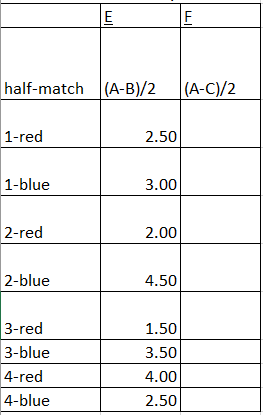 E F
half-match (A-B)/2 (A-C)/2
1-red 2.50
1-blue 3.00
2-red 2.00
2-blue 4.50
3-red 1.50
3-blue 3.50
4-red 4.00
4-blue 2.50